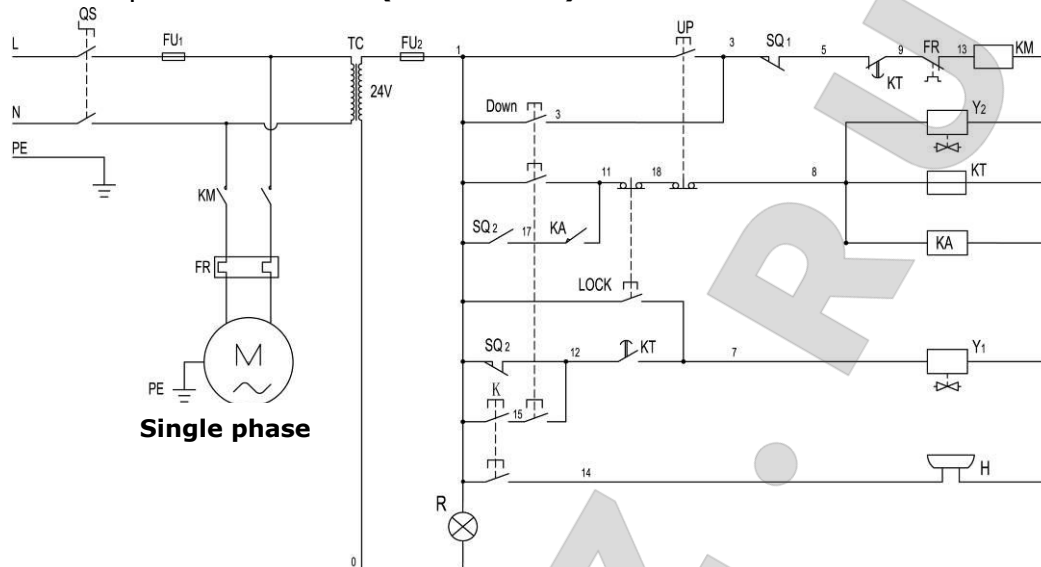 QS
L FU1 TC FU2 1 UP 3 SQ1 5 9 FR 13 KM
24V KT
N Down 3 Y2
PE
KM 11 18 8 KT
SQ2 17 KA KA
FR LOCK
M SQ2 12 KT 7 Y1
PE K
15
Single phase
14 H
R
0